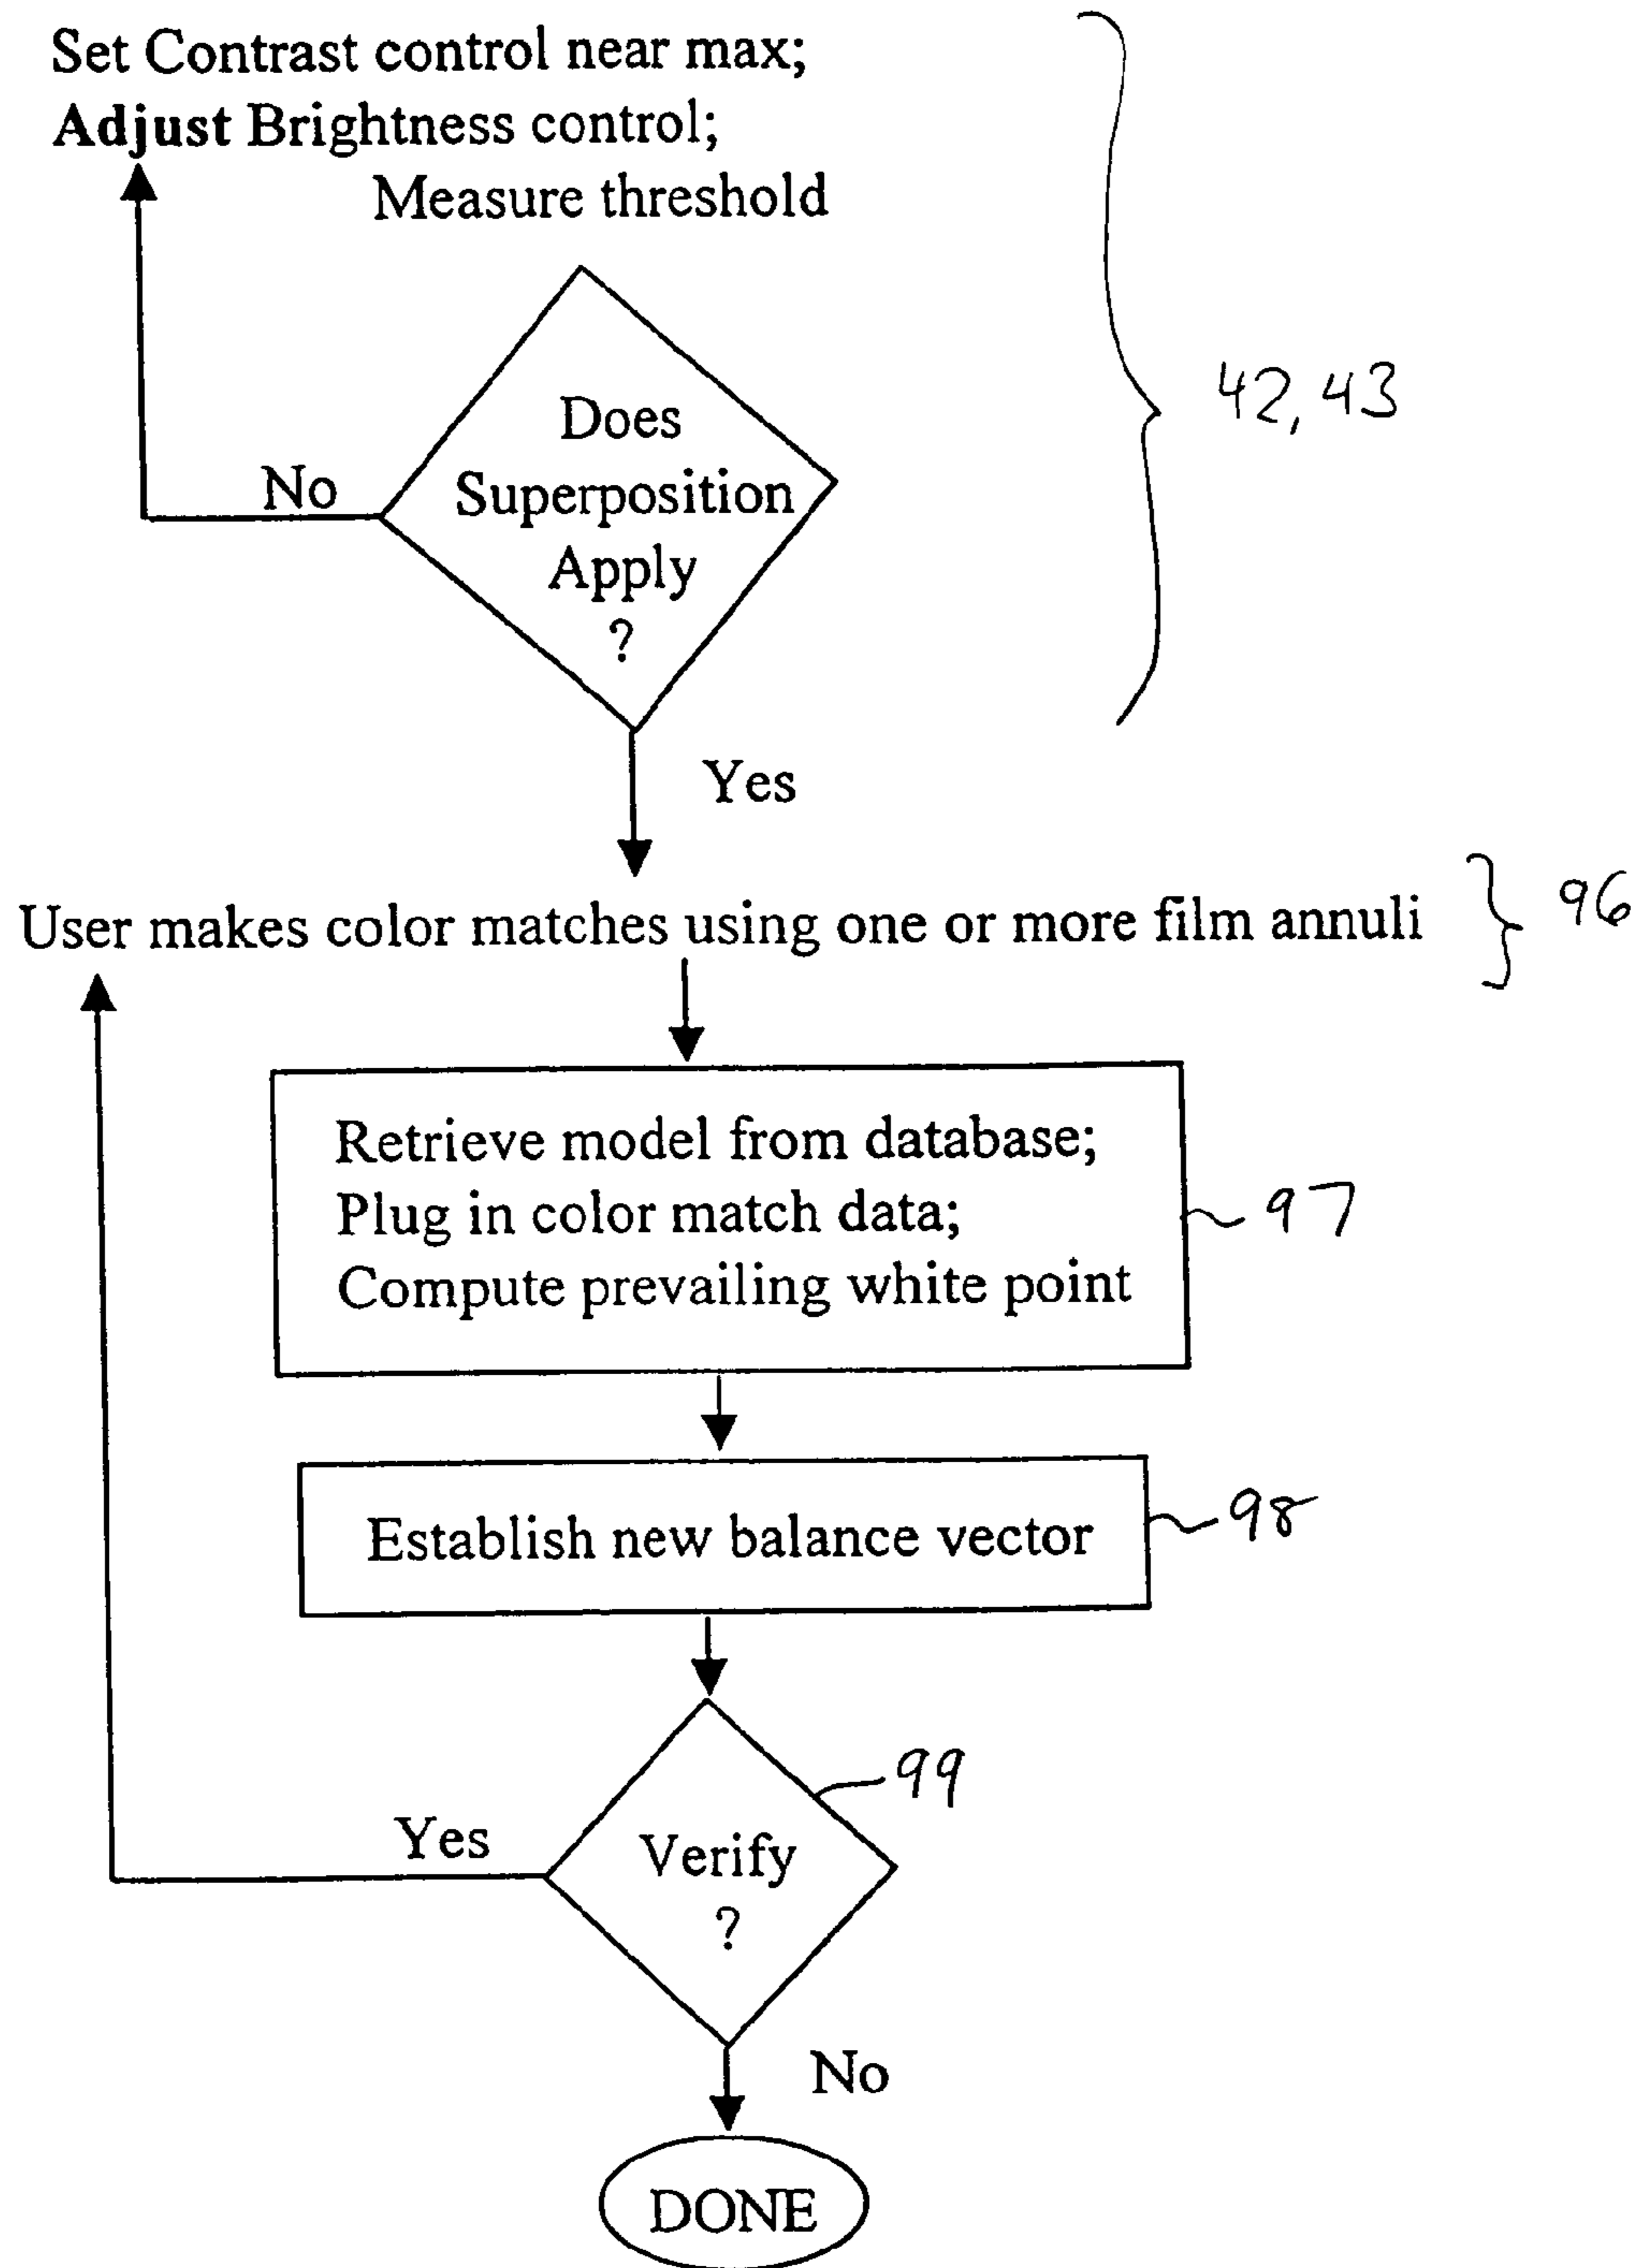 Set Contrast control near max;
Adjust Brightness control;
Measure threshold
Does
Superposition
Apply
?
No
42, 43
Yes
User makes color matches using one or more film annuli
96
Retrieve model from database;
Plug in color match data;
Compute prevailing white point
97
Establish new balance vector
98
99
Yes
Verify
?
No
DONE